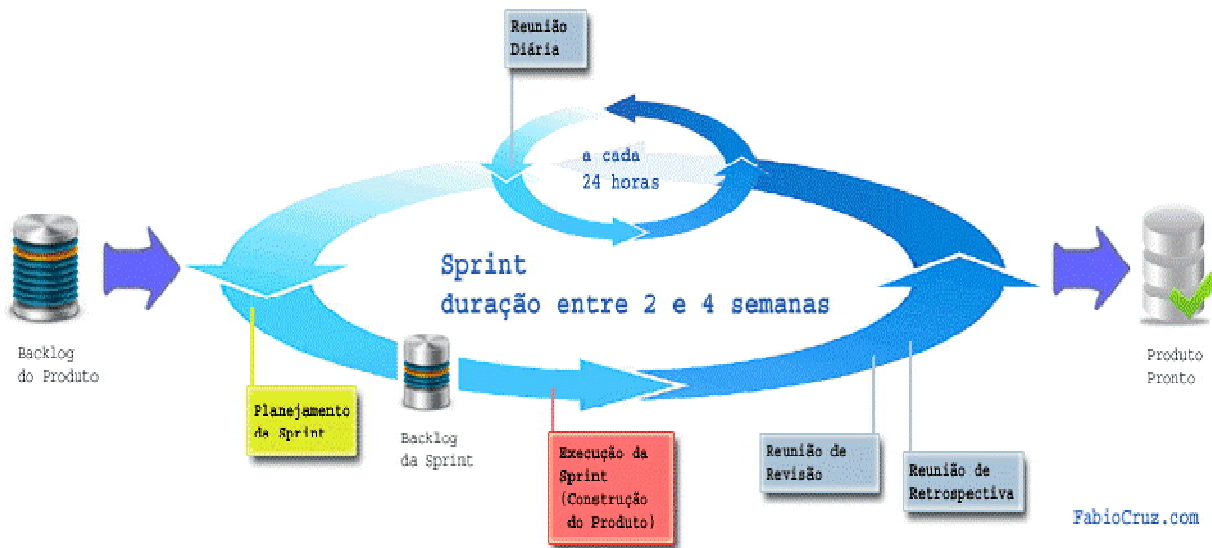 Reunião
Diária
a cada
24 horas
Sprint
duração entre 2 e 4 semanas
Backlog
do Produto
Planejamento
da Sprint
Backlog
da Sprint
Execução da
Sprint
(Construção
do Produto)
Reunião de
Revisão
Reunião de
Retrospectiva
Produto
Pronto
FabioCruz.com